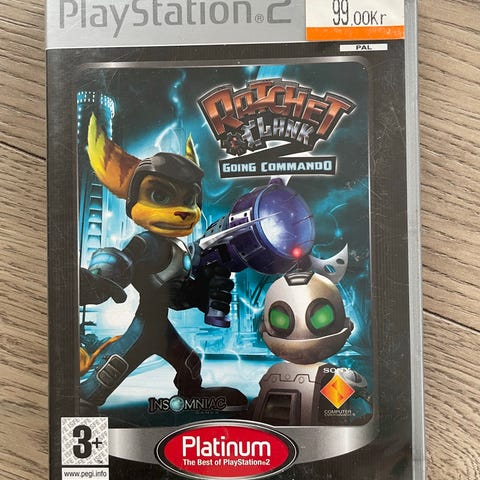 PlayStation®2
99,00Kr
PAL
RATCHET
& CLANK
GOING COMMANDO
INSOMNIAC
GAMES
SONY
COMPUTER
ENTERTAINMENT®
3+
www.pegi.info
Platinum
The Best of PlayStation®2